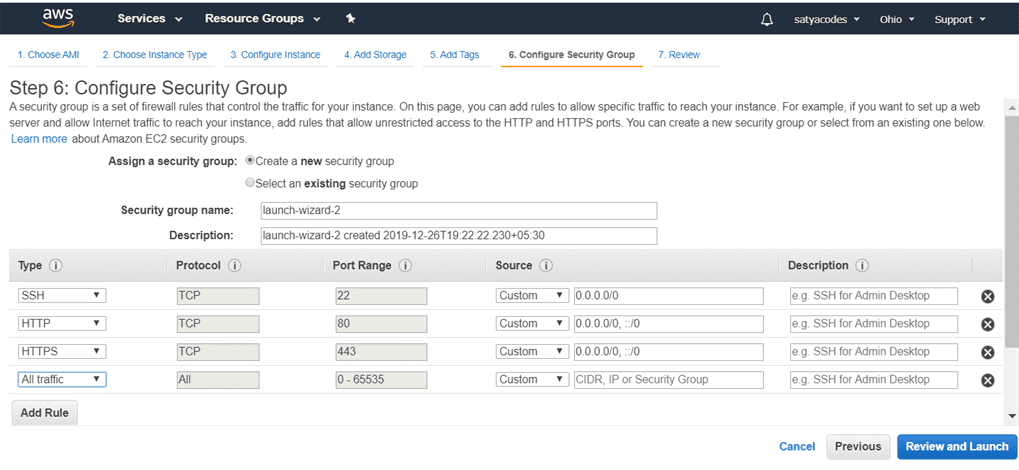 aws Services Resource Groups satyacodes Ohio Support
1. Choose AMI 2. Choose Instance Type 3. Configure Instance 4. Add Storage 5. Add Tags 6. Configure Security Group 7. Review
Step 6: Configure Security Group
A security group is a set of firewall rules that control the traffic for your instance. On this page, you can add rules to allow specific traffic to reach your instance. For example, if you want to set up a web
server and allow Internet traffic to reach your instance, add rules that allow unrestricted access to the HTTP and HTTPS ports. You can create a new security group or select from an existing one below.
Learn more about Amazon EC2 security groups.
Assign a security group: Create a new security group
Select an existing security group
Security group name: launch-wizard-2
Description: launch-wizard-2 created 2019-12-26T19:22:22.230+05:30
Type i Protocol i Port Range i Source i Description i
SSH TCP 22 Custom 0.0.0.0/0 e.g. SSH for Admin Desktop
HTTP TCP 80 Custom 0.0.0.0/0, ::/0 e.g. SSH for Admin Desktop
HTTPS TCP 443 Custom 0.0.0.0/0, ::/0 e.g. SSH for Admin Desktop
All traffic All 0 - 65535 Custom CIDR, IP or Security Group e.g. SSH for Admin Desktop
Add Rule
Cancel Previous Review and Launch